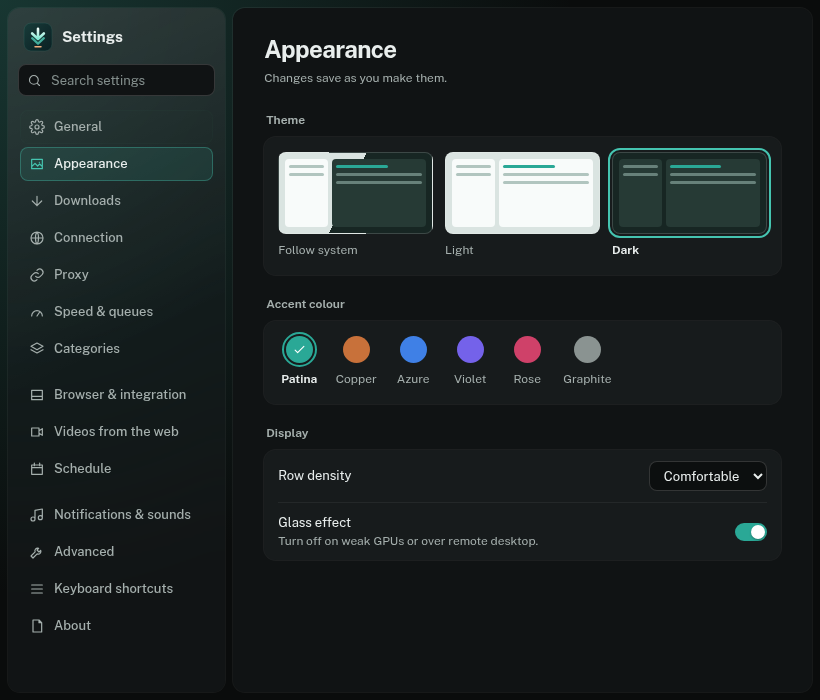 Settings
Search settings
General
Appearance
Downloads
Connection
Proxy
Speed & queues
Categories
Browser & integration
Videos from the web
Schedule
Notifications & sounds
Advanced
Keyboard shortcuts
About
Appearance
Changes save as you make them.
Theme
Follow system
Light
Dark
Accent colour
Patina
Copper
Azure
Violet
Rose
Graphite
Display
Row density
Comfortable
Glass effect
Turn off on weak GPUs or over remote desktop.